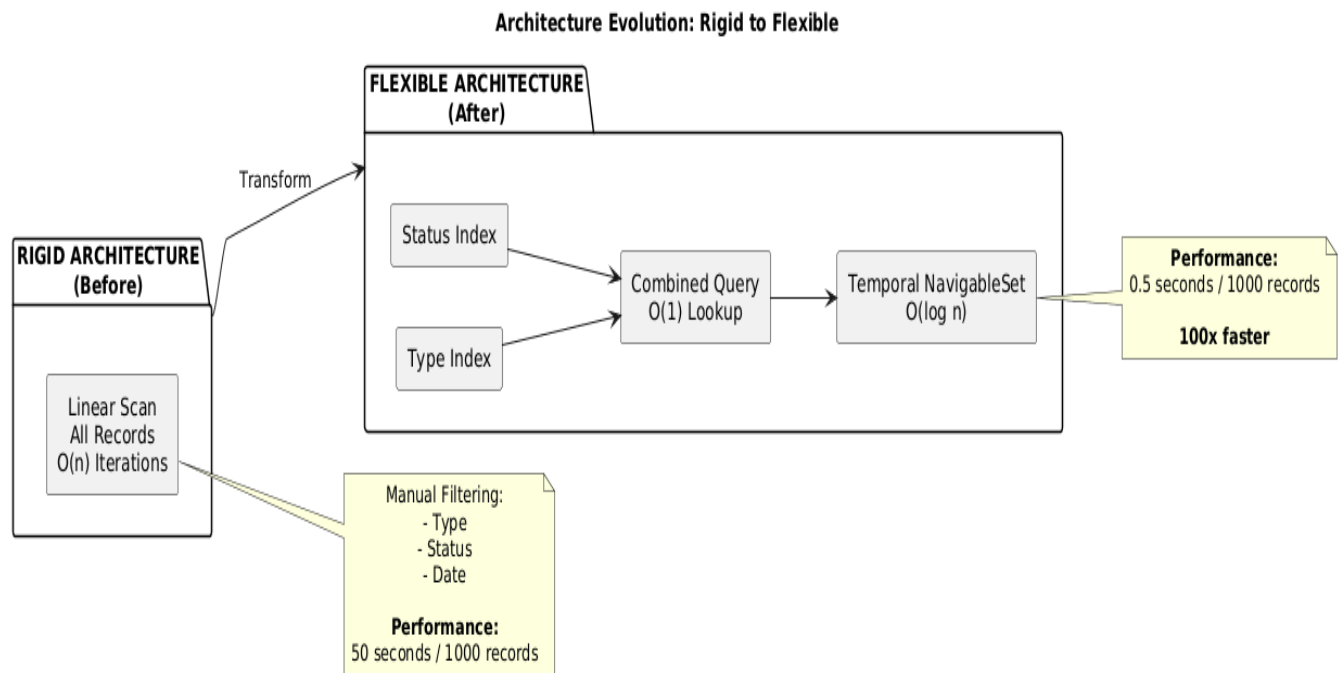 Architecture Evolution: Rigid to Flexible
FLEXIBLE ARCHITECTURE
(After)
Transform
Status Index
Type Index
Combined Query
O(1) Lookup
Temporal NavigableSet
O(log n)
Performance:
0.5 seconds / 1000 records
100x faster
RIGID ARCHITECTURE
(Before)
Linear Scan
All Records
O(n) Iterations
Manual Filtering:
- Type
- Status
- Date
Performance:
50 seconds / 1000 records